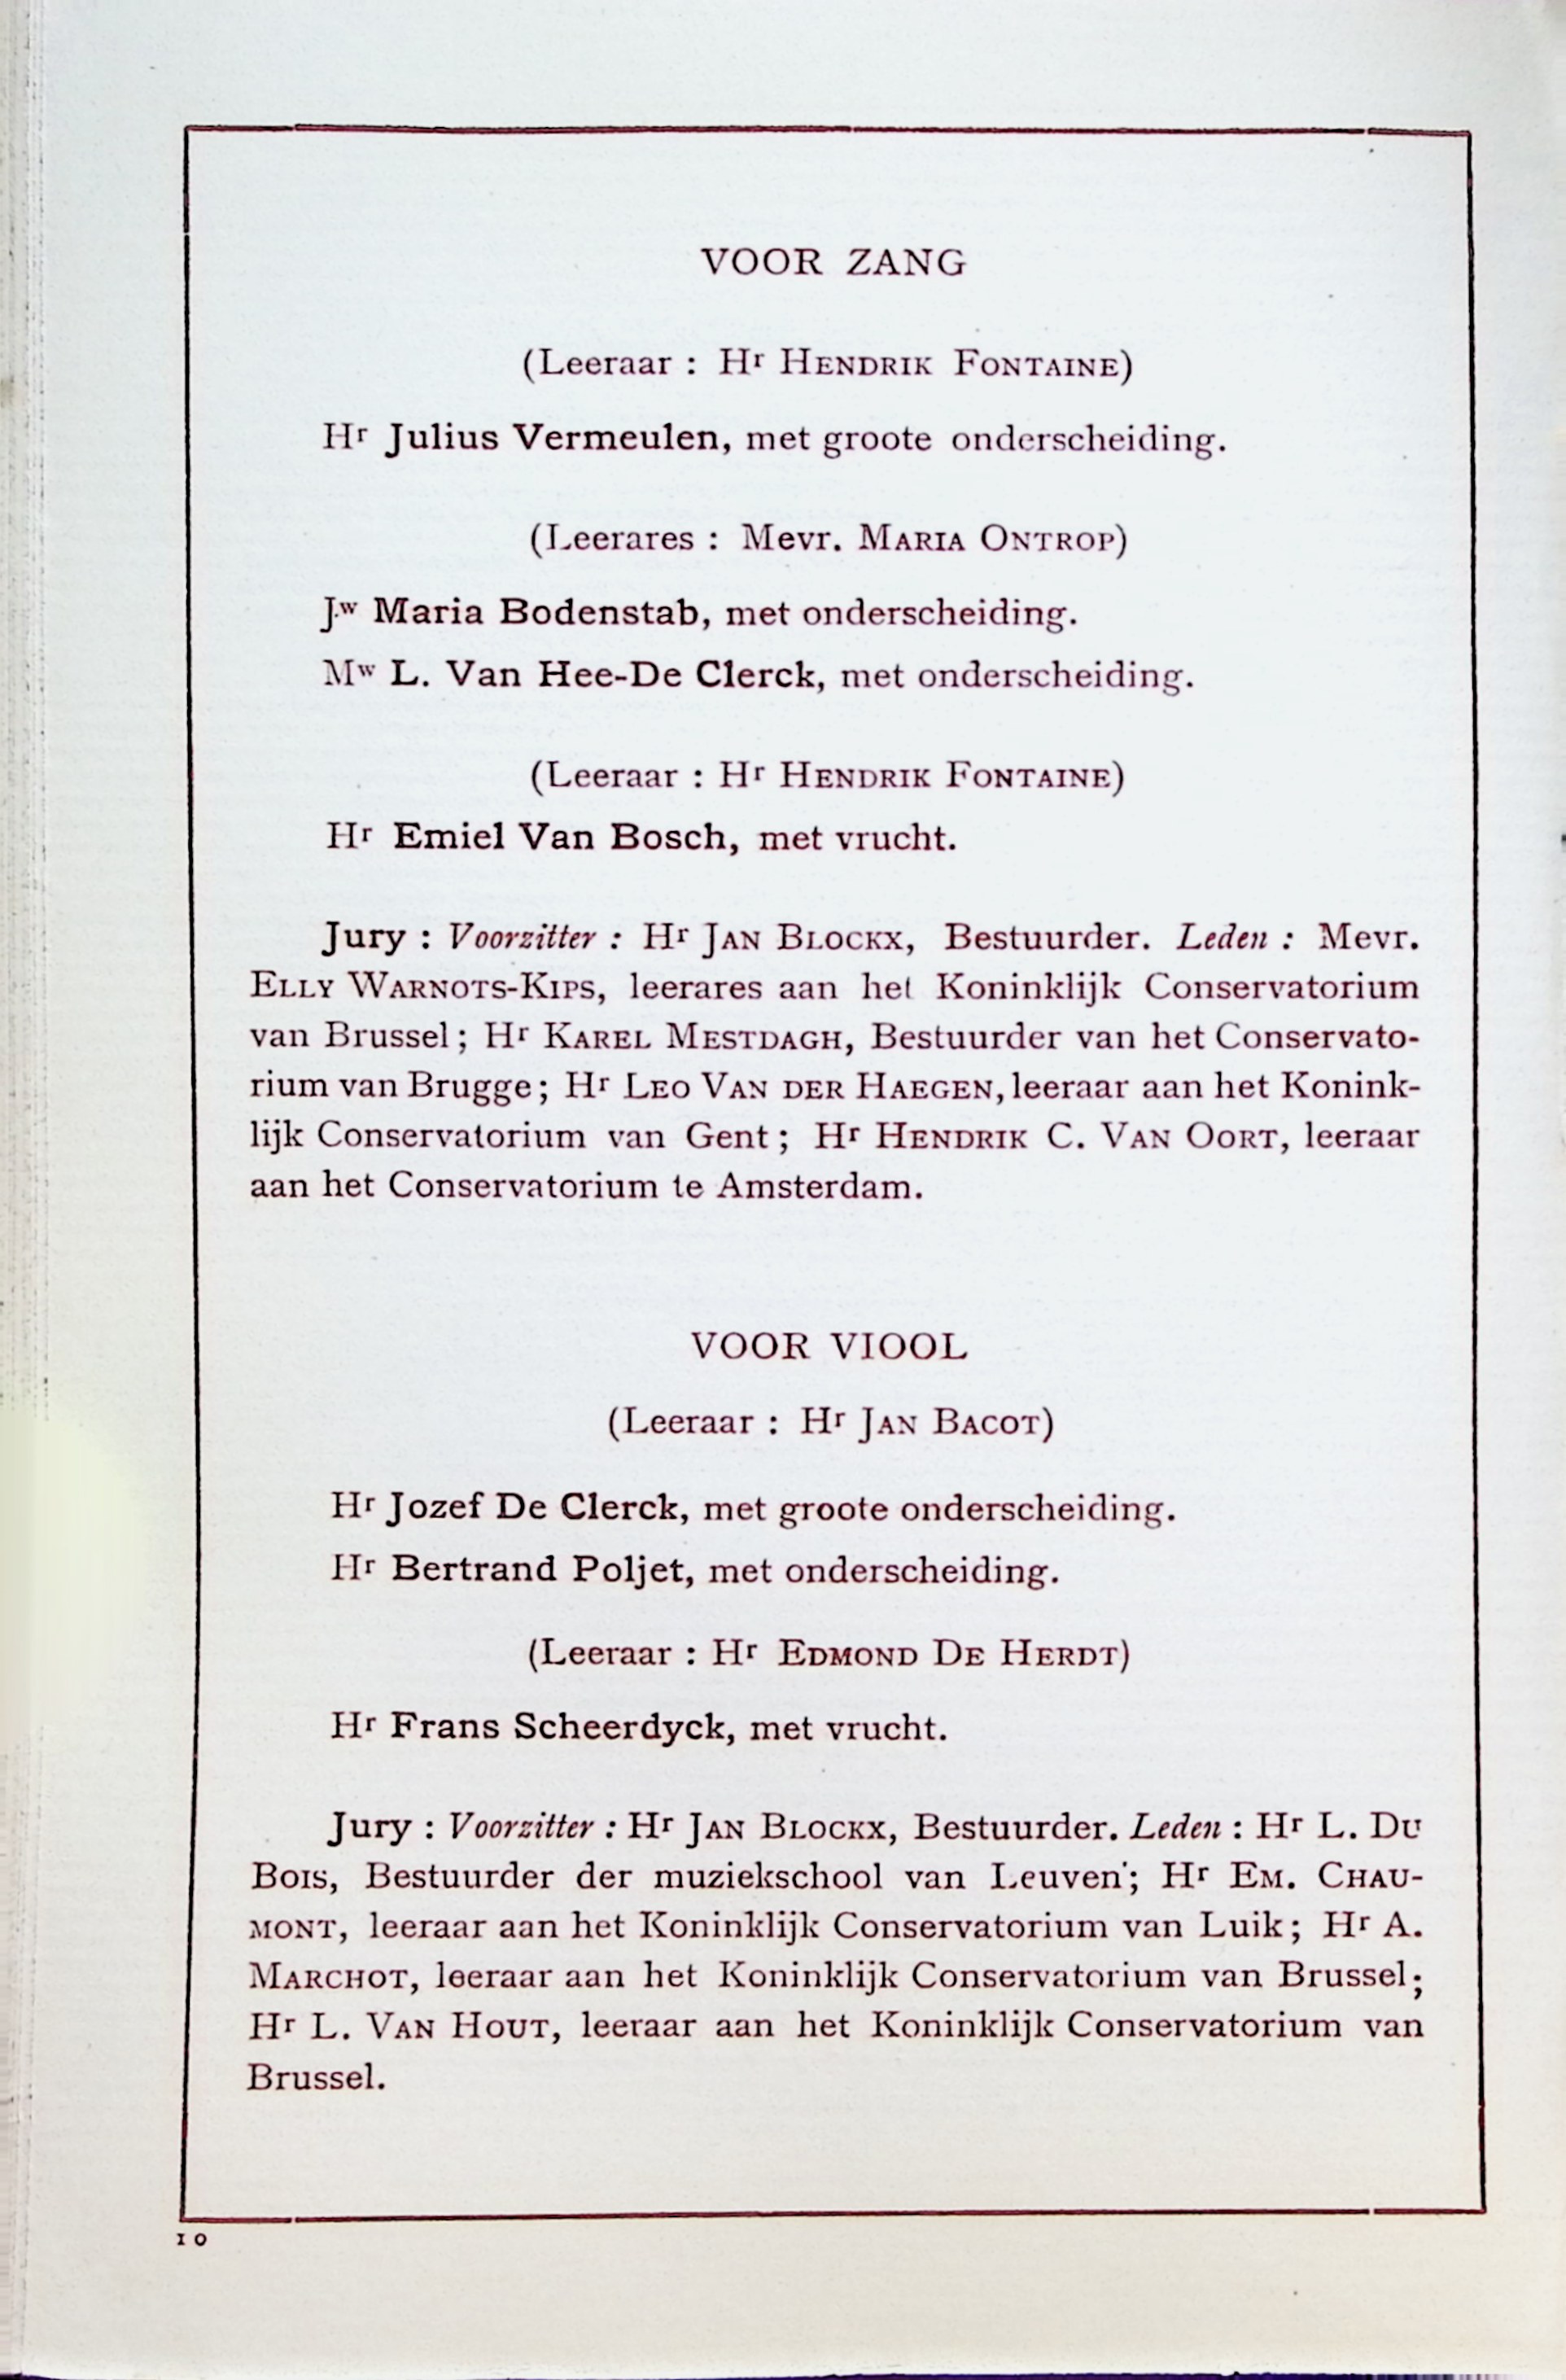 VOOR ZANG
(Leeraar : Hr HENDRIK FONTAINE)
Hr Julius Vermeulen, met groote onderscheiding.
(Leerares : Mevr. MARIA ONTROP)
J.w Maria Bodenstab, met onderscheiding.
Mw L. Van Hee-De Clerck, met onderscheiding.
(Leeraar : Hr HENDRIK FONTAINE)
Hr Emiel Van Bosch, met vrucht.
Jury : Voorzitter : Hr JAN BLOCKX, Bestuurder. Leden : Mevr.
ELLY WARNOTS-KIPS, leerares aan het Koninklijk Conservatorium
van Brussel; Hr KAREL MESTDAGH, Bestuurder van het Conservato-
rium van Brugge; Hr LEO VAN DER HAEGEN, leeraar aan het Konink-
lijk Conservatorium van Gent; Hr HENDRIK C. VAN OORT, leeraar
aan het Conservatorium te Amsterdam.
VOOR VIOOL
(Leeraar : Hr JAN BACOT)
Hr Jozef De Clerck, met groote onderscheiding.
Hr Bertrand Poljet, met onderscheiding.
(Leeraar : Hr EDMOND DE HERDT)
Hr Frans Scheerdyck, met vrucht.
Jury : Voorzitter : Hr JAN BLOCKX, Bestuurder. Leden : Hr L. DU
BOIS, Bestuurder der muziekschool van Leuven; Hr EM. CHAU-
MONT, leeraar aan het Koninklijk Conservatorium van Luik; Hr A.
MARCHOT, leeraar aan het Koninklijk Conservatorium van Brussel;
Hr L. VAN HOUT, leeraar aan het Koninklijk Conservatorium van
Brussel.
10